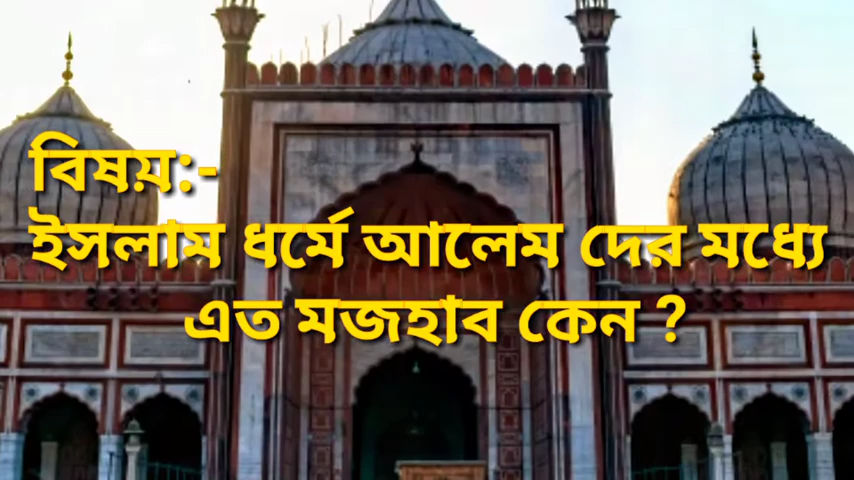 বিষয়:-
ইসলাম ধর্মে আলেম দের মধ্যে
এত মজহাব কেন ?